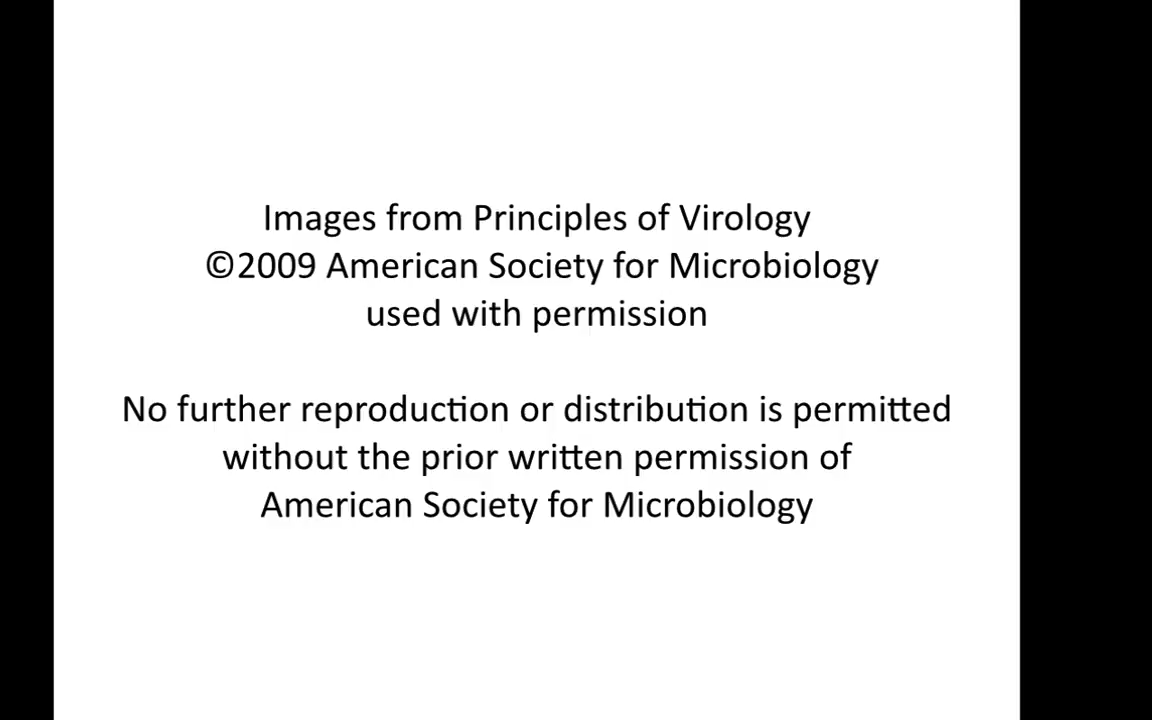 Images from Principles of Virology
©2009 American Society for Microbiology
used with permission
No further reproduction or distribution is permitted
without the prior written permission of
American Society for Microbiology